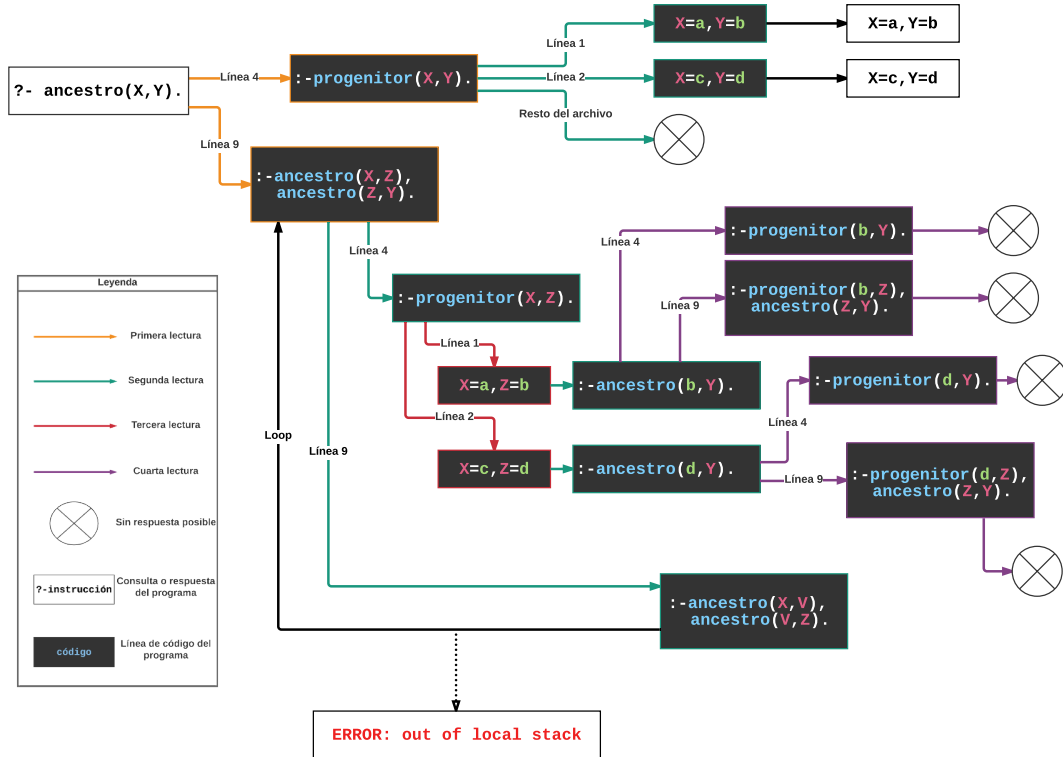 ?- ancestro(X,Y).
Línea 4
:-progenitor(X,Y).
Línea 1
X=a,Y=b
X=a,Y=b
Línea 2
X=c,Y=d
X=c,Y=d
Resto del archivo
Línea 9
:-ancestro(X,Z),
ancestro(Z,Y).
Línea 4
:-progenitor(X,Z).
Línea 1
X=a,Z=b
:-ancestro(b,Y).
Línea 4
:-progenitor(b,Y).
Línea 9
:-progenitor(b,Z),
ancestro(Z,Y).
Línea 2
X=c,Z=d
:-ancestro(d,Y).
Línea 4
:-progenitor(d,Y).
Línea 9
:-progenitor(d,Z),
ancestro(Z,Y).
Loop
Línea 9
:-ancestro(X,V),
ancestro(V,Z).
ERROR: out of local stack
Leyenda
Primera lectura
Segunda lectura
Tercera lectura
Cuarta lectura
Sin respuesta posible
?-instrucción
Consulta o respuesta
del programa
código
Línea de código del
programa